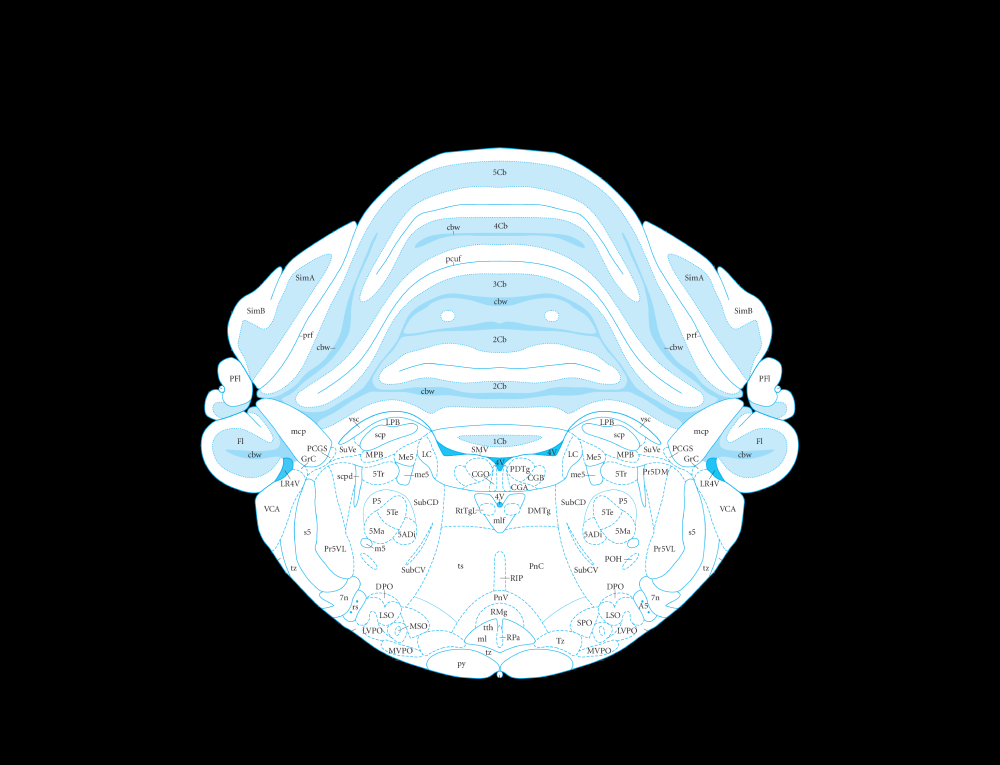 5Cb
cbw 4Cb
pcuf
SimA 3Cb SimA
cbw
SimB SimB
prf 2Cb prf
cbw cbw
PFl 2Cb PFl
cbw
vsc LPB LPB vsc
mcp scp scp mcp
Fl 1Cb Fl
PCGS SuVe SMV 4V SuVe PCGS
cbw MPB Me5 LC LC Me5 MPB cbw
GrC 4V GrC
scpd 5Tr me5 CGO PDTg CGB me5 5Tr Pr5DM
LR4V CGA LR4V
P5 SubCD 4V SubCD P5
VCA 5Te RtTgL DMTg 5Te VCA
mlf
s5 5Ma 5ADi 5ADi 5Ma s5
Pr5VL m5 Pr5VL
POH
tz SubCV ts PnC SubCV tz
RIP
DPO DPO
7n PnV 7n
rs LSO RMg LSO A5
LVPO MSO tth SPO LVPO
ml RPa Tz
MVPO tz MVPO
py